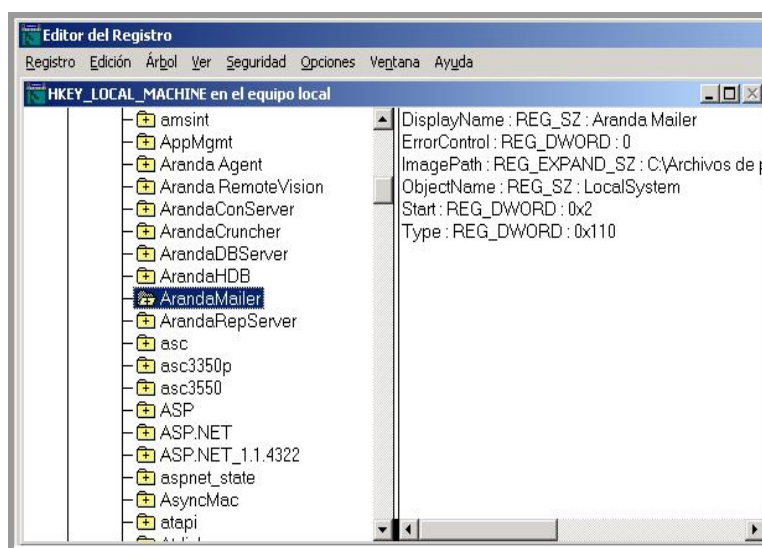 Editor del Registro
Registro Edición Árbol Ver Seguridad Opciones Ventana Ayuda
HKEY_LOCAL_MACHINE en el equipo local
amsint
AppMgmt
Aranda Agent
Aranda RemoteVision
ArandaConServer
ArandaCruncher
ArandaDBServer
ArandaHDB
ArandaMailer
ArandaRepServer
asc
asc3350p
asc3550
ASP
ASP.NET
ASP.NET_1.1.4322
aspnet_state
AsyncMac
atapi
DisplayName : REG_SZ : Aranda Mailer
ErrorControl : REG_DWORD : 0
ImagePath : REG_EXPAND_SZ : C:\Archivos de
ObjectName : REG_SZ : LocalSystem
Start : REG_DWORD : 0x2
Type : REG_DWORD : 0x110